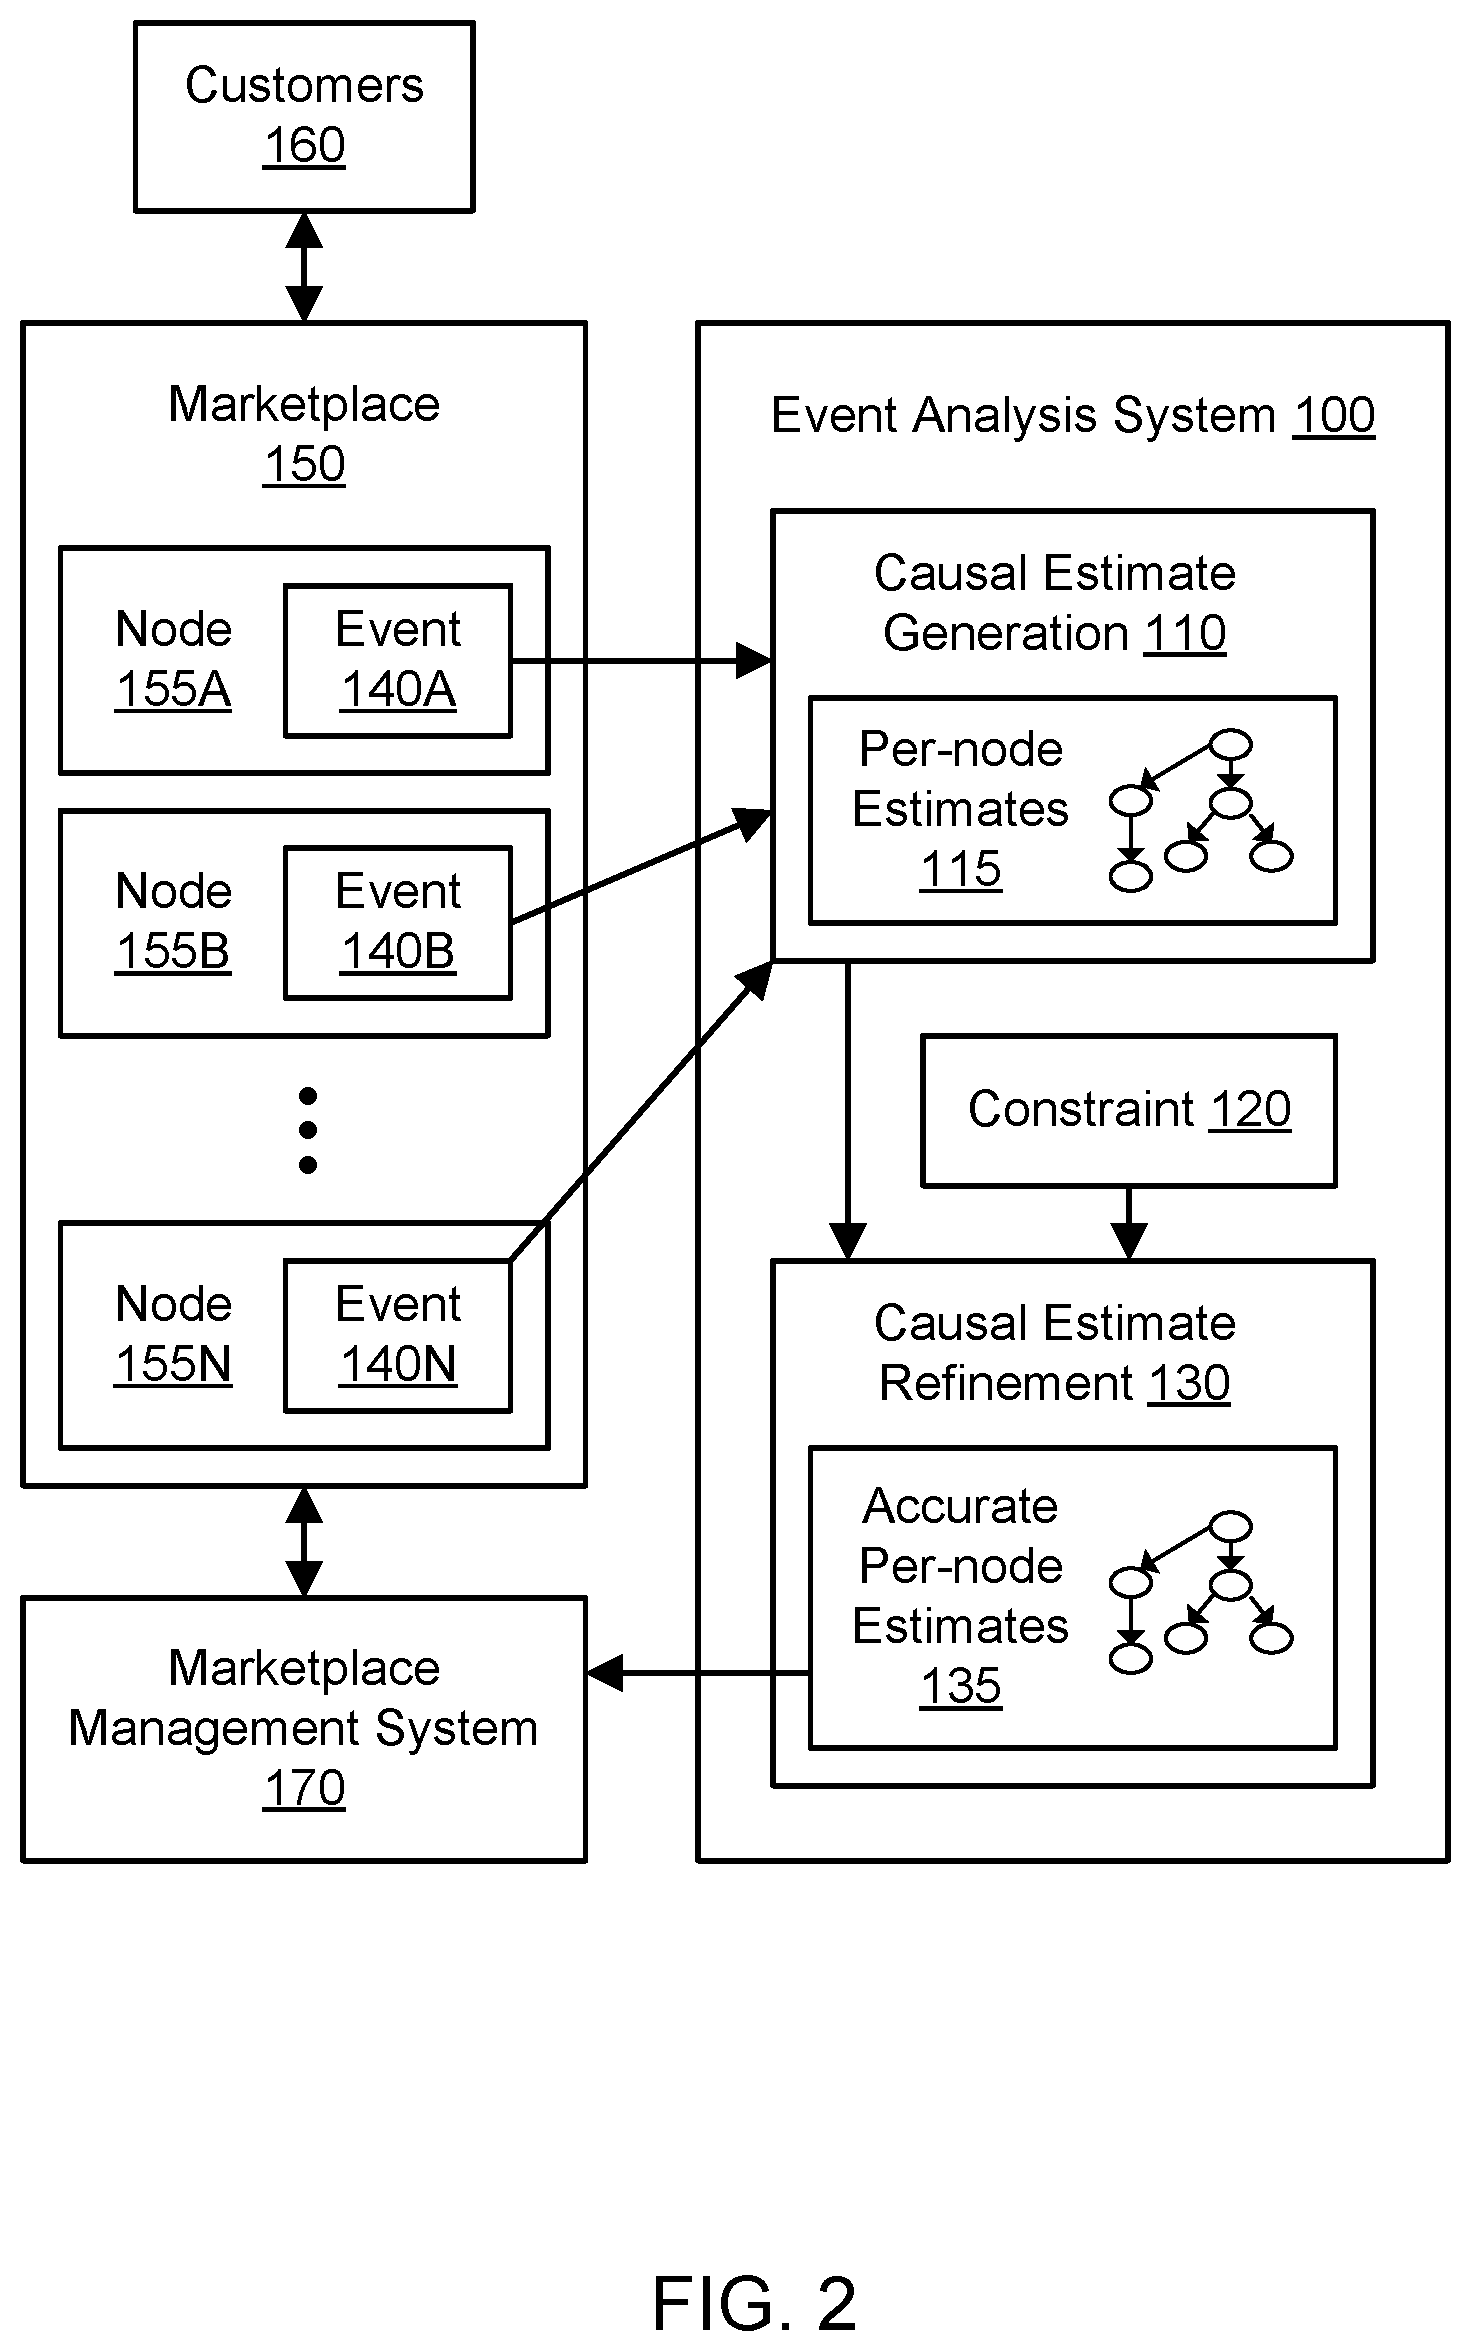 Customers
160
Marketplace
150
Node
155A
Event
140A
Node
155B
Event
140B
Node
155N
Event
140N
Marketplace
Management System
170
Event Analysis System 100
Causal Estimate
Generation 110
Per-node
Estimates
115
Constraint 120
Causal Estimate
Refinement 130
Accurate
Per-node
Estimates
135
FIG. 2